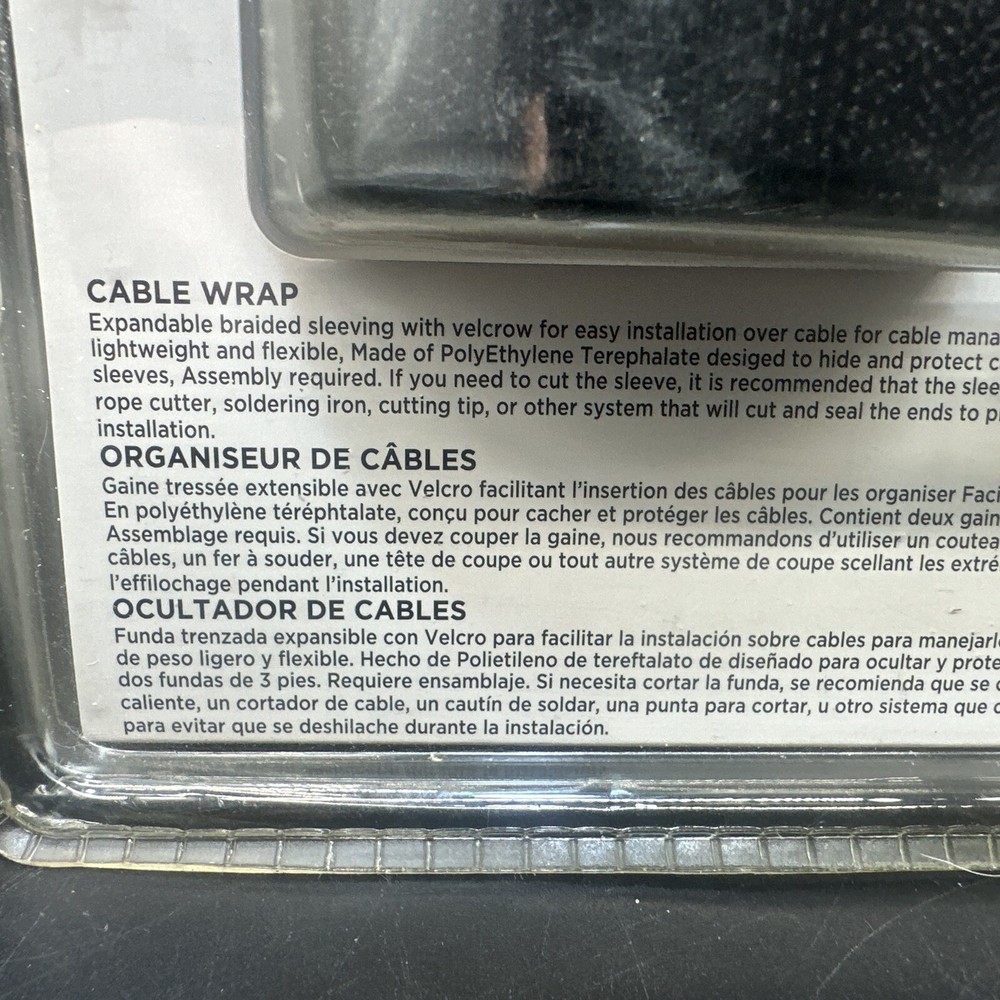 CABLE WRAP
Expandable braided sleeving with velcrow for easy installation over cable for cable mana
lightweight and flexible, Made of PolyEthylene Terephalate desiged to hide and protect c
sleeves, Assembly required. If you need to cut the sleeve, it is recommended that the slee
rope cutter, soldering iron, cutting tip, or other system that will cut and seal the ends to p
installation.
ORGANISEUR DE CÂBLES
Gaine tressée extensible avec Velcro facilitant l'insertion des câbles pour les organiser Faci
En polyéthylène téréphtalate, conçu pour cacher et protéger les câbles. Contient deux gain
Assemblage requis. Si vous devez couper la gaine, nous recommandons d'utiliser un coutea
câbles, un fer à souder, une tête de coupe ou tout autre système de coupe scellant les extré
l'effilochage pendant l'installation.
OCULTADOR DE CABLES
Funda trenzada expansible con Velcro para facilitar la instalación sobre cables para manejarl
de peso ligero y flexible. Hecho de Polietileno de tereftalato de diseñado para ocultar y prote
dos fundas de 3 pies. Requiere ensamblaje. Si necesita cortar la funda, se recomienda que se c
caliente, un cortador de cable, un cautín de soldar, una punta para cortar, u otro sistema que c
para evitar que se deshilache durante la instalación.